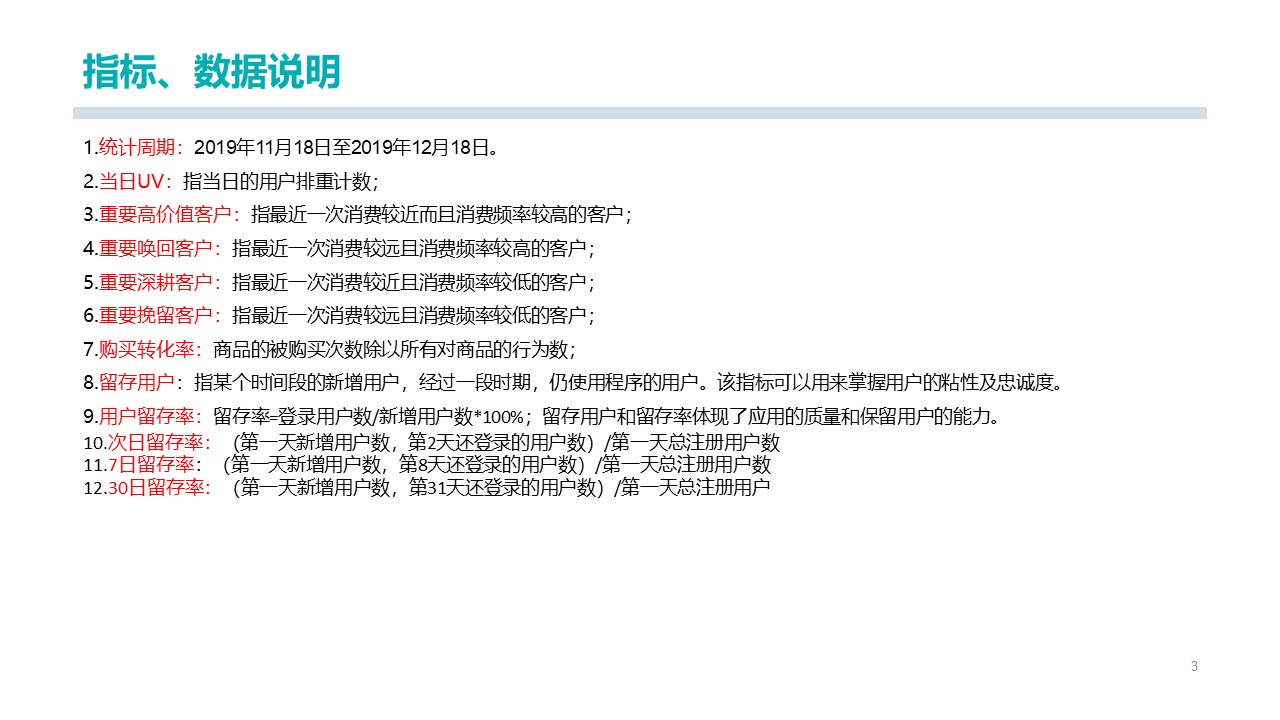 指标、数据说明
1.统计周期：2019年11月18日至2019年12月18日。
2.当日UV：指当日的用户排重计数；
3.重要高价值客户：指最近一次消费较近而且消费频率较高的客户；
4.重要唤回客户：指最近一次消费较远且消费频率较高的客户；
5.重要深耕客户：指最近一次消费较近且消费频率较低的客户；
6.重要挽留客户：指最近一次消费较远且消费频率较低的客户；
7.购买转化率：商品的被购买次数除以所有对商品的行为数；
8.留存用户：指某个时间段的新增用户，经过一段时期，仍使用程序的用户。该指标可以用来掌握用户的粘性及忠诚度。
9.用户留存率：留存率=登录用户数/新增用户数*100%；留存用户和留存率体现了应用的质量和保留用户的能力。
10.次日留存率：（第一天新增用户数，第2天还登录的用户数）/第一天总注册用户数
11.7日留存率：（第一天新增用户数，第8天还登录的用户数）/第一天总注册用户数
12.30日留存率：（第一天新增用户数，第31天还登录的用户数）/第一天总注册用户
3